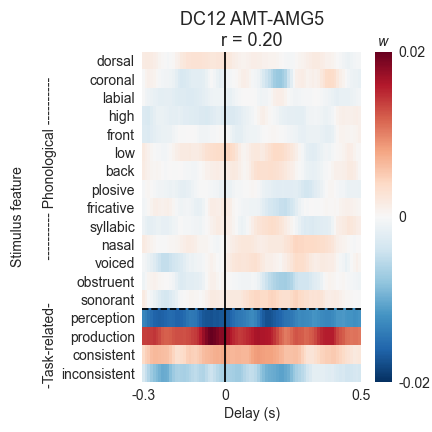 DC12 AMT-AMG5
r = 0.20
w
dorsal
coronal
labial
high
front
low
back
plosive
fricative
syllabic
nasal
voiced
obstruent
sonorant
perception
production
consistent
inconsistent
Stimulus feature
---------- Phonological ----------
-Task-related-
0.02
0
-0.02
-0.3 0 0.5
Delay (s)